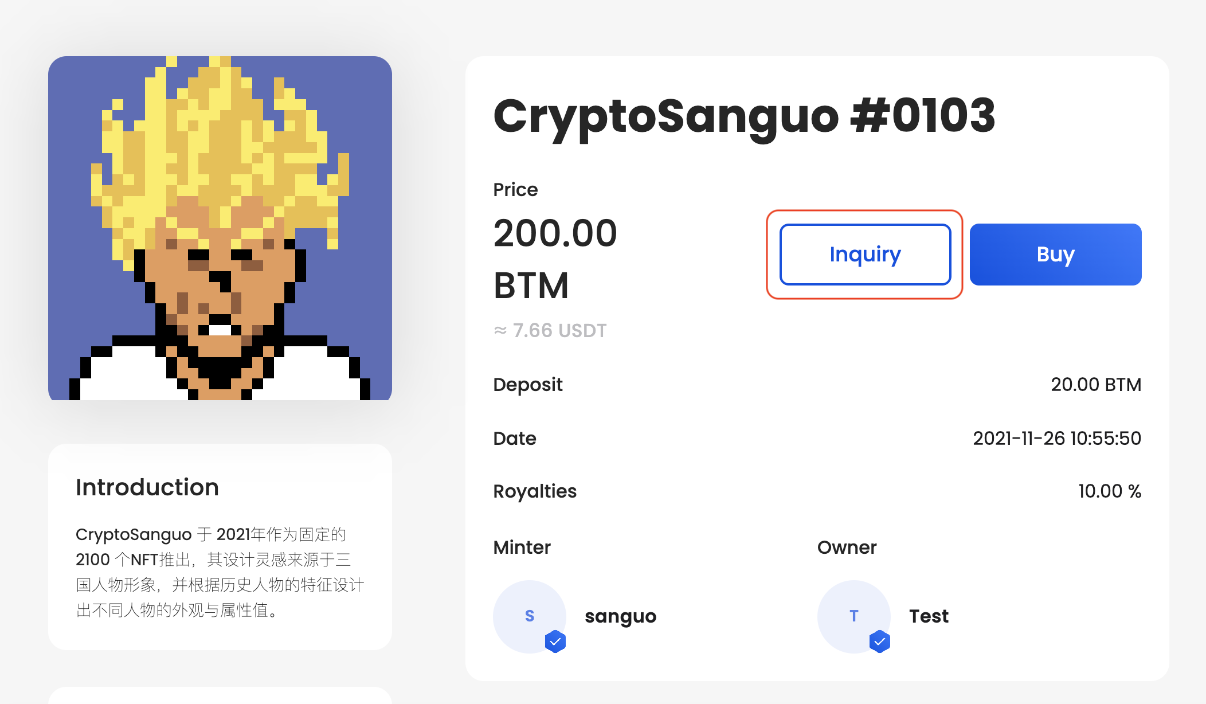 CryptoSanguo #0103
Price
200.00
BTM
≈ 7.66 USDT
Inquiry
Buy
Deposit
20.00 BTM
Date
2021-11-26 10:55:50
Royalties
10.00 %
Minter
Owner
S
sanguo
T
Test
Introduction
CryptoSanguo 于 2021年作为固定的
2100 个NFT推出，其设计灵感来源于三
国人物形象，并根据历史人物的特征设计
出不同人物的外观与属性值。